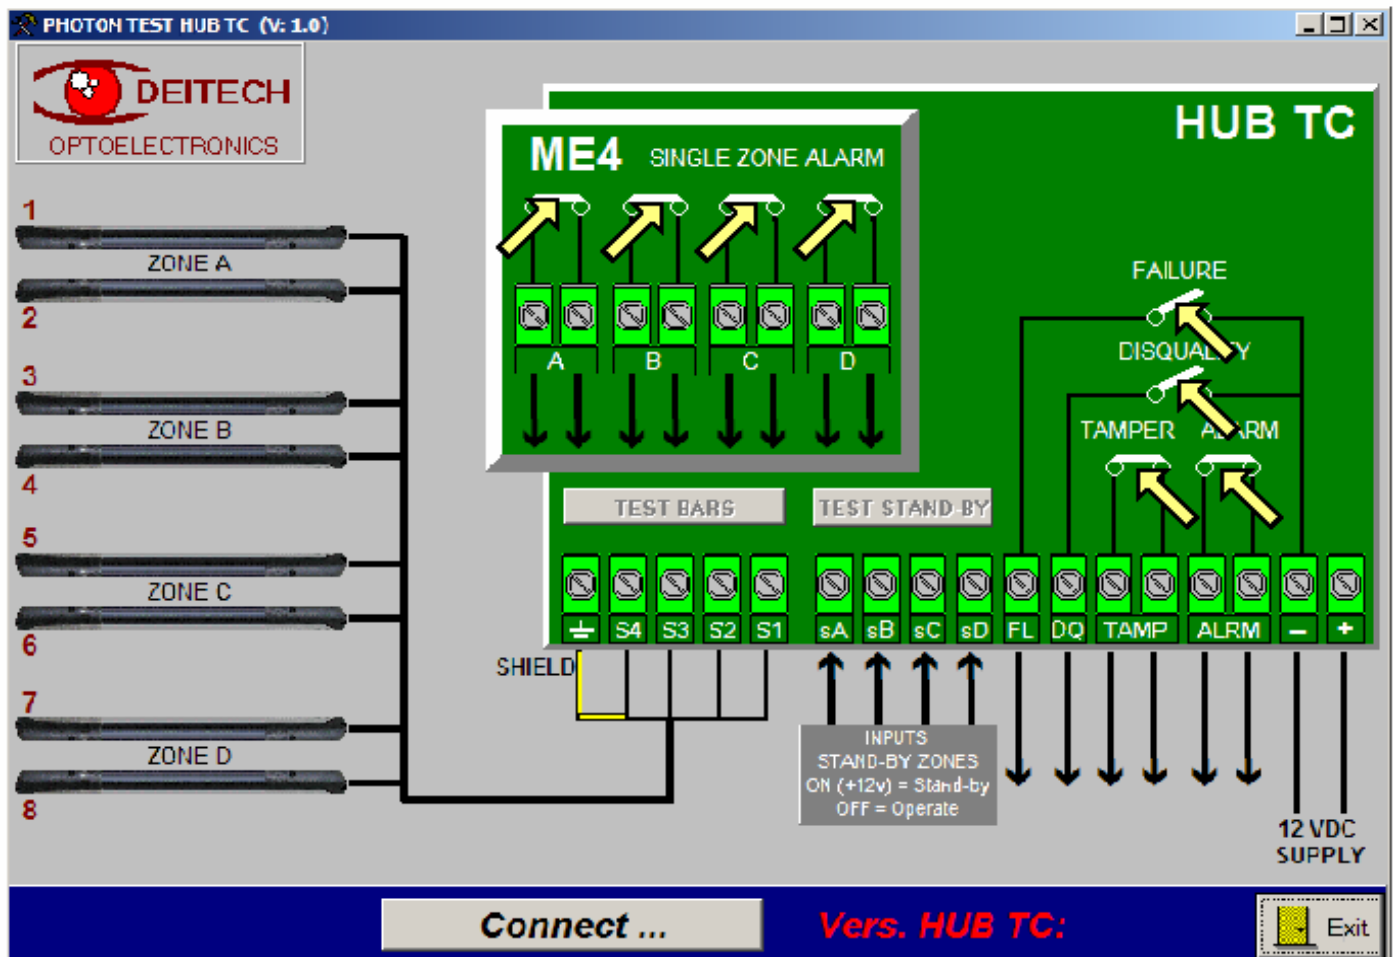 PHOTON TEST HUB TC (V: 1.0)
DEITECH
OPTOELECTRONICS
HUB TC
ME4 SINGLE ZONE ALARM
1
ZONE A
2
3
ZONE B
4
5
ZONE C
6
7
ZONE D
8
A B C D
FAILURE
DISQUALITY
TAMPER ALARM
TEST BARS TEST STAND-BY
S4 S3 S2 S1 sA sB sC sD FL DQ TAMP ALRM – +
SHIELD
INPUTS
STAND-BY ZONES
ON (+12v) = Stand-by
OFF = Operate
12 VDC
SUPPLY
Connect ...
Vers. HUB TC:
Exit